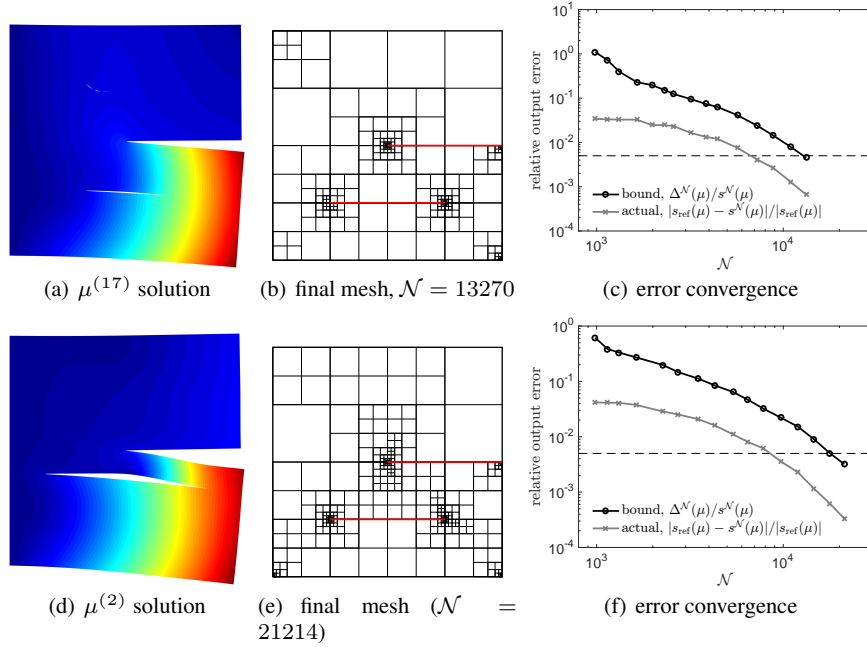 10^1
10^0
10^-1
10^-2
10^-3
10^-4
relative output error
bound, Δ^𝒩(μ)/s^𝒩(μ)
actual, |s_ref(μ) − s^𝒩(μ)|/|s_ref(μ)|
10^3
10^4
𝒩
(a) μ^(17) solution
(b) final mesh, 𝒩 = 13270
(c) error convergence
10^0
10^-1
10^-2
10^-3
10^-4
relative output error
bound, Δ^𝒩(μ)/s^𝒩(μ)
actual, |s_ref(μ) − s^𝒩(μ)|/|s_ref(μ)|
10^3
10^4
𝒩
(d) μ^(2) solution
(e) final mesh (𝒩 =
21214)
(f) error convergence